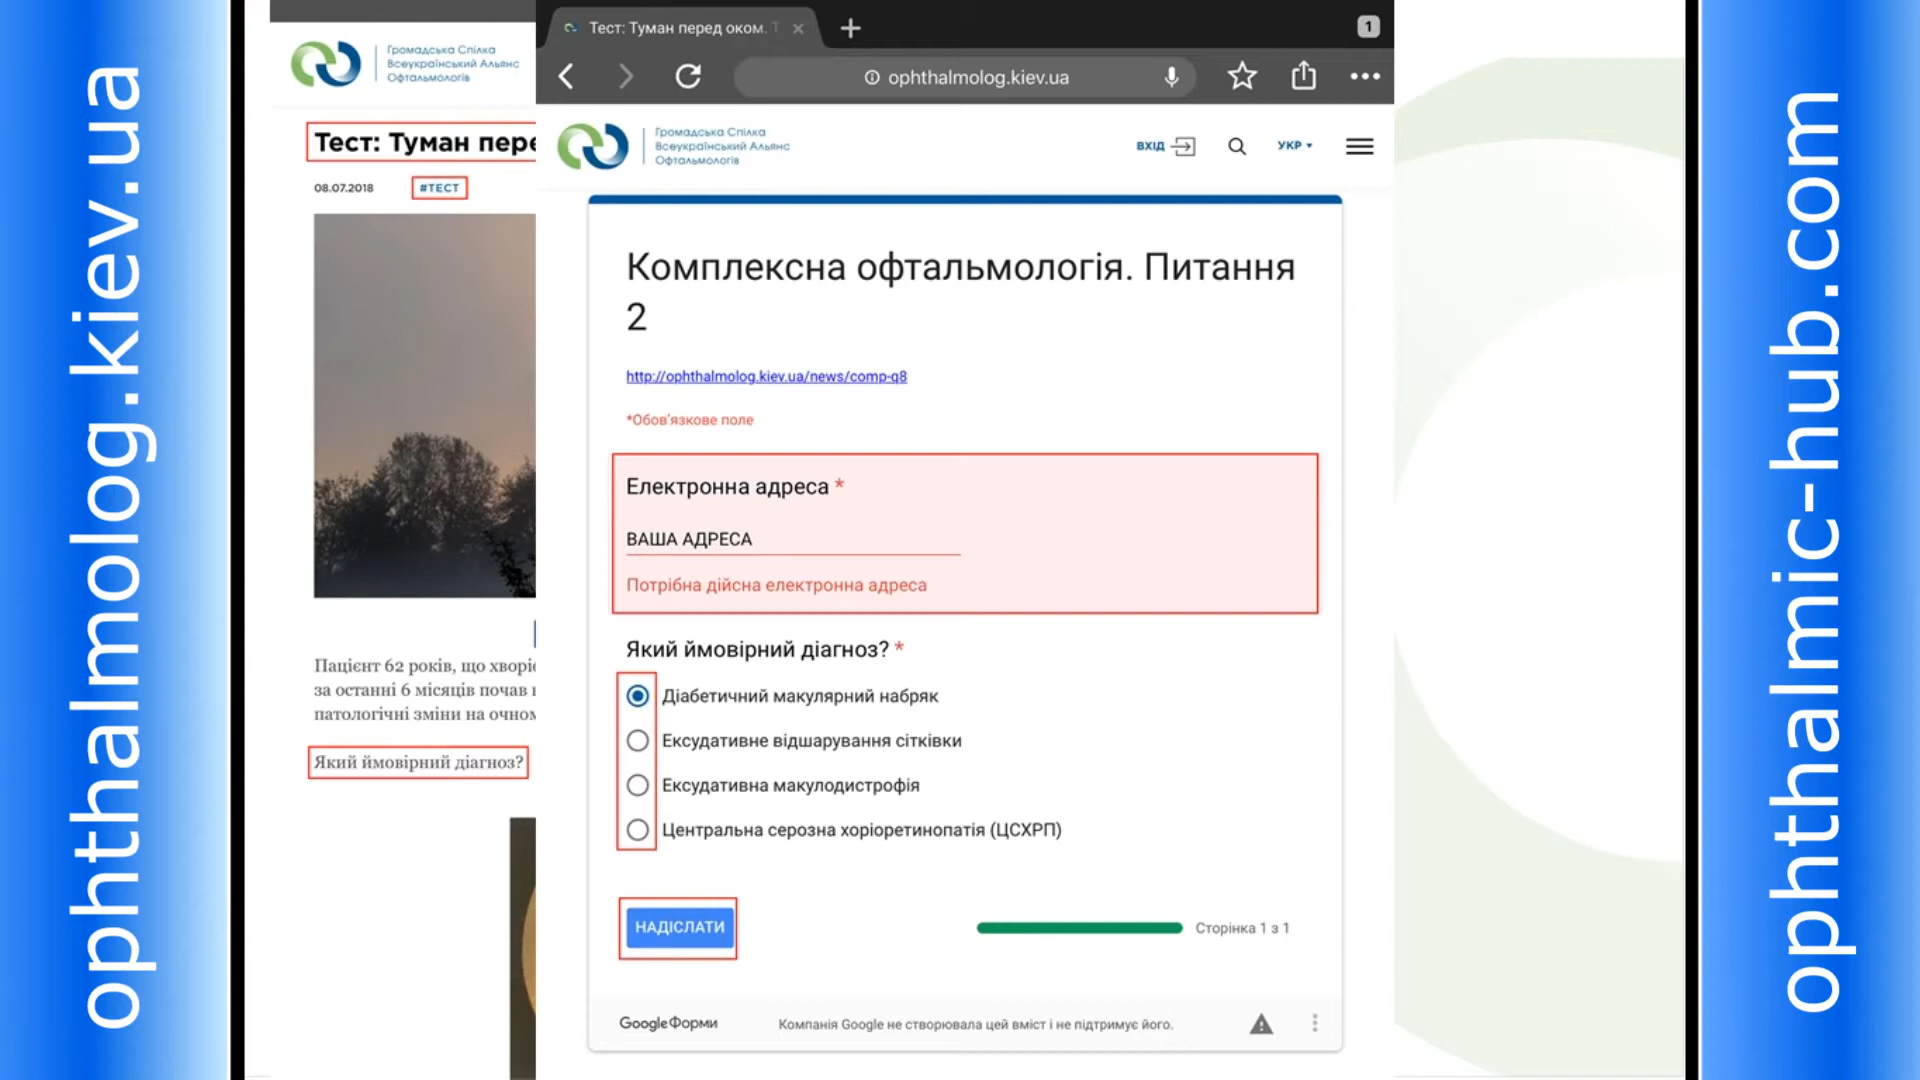 ophthalmolog.kiev.ua
Громадська Спілка
Всеукраїнський Альянс
Офтальмологів
Тест: Туман пере
08.07.2018
#ТЕСТ
Пацієнт 62 років, що хворіє
за останні 6 місяців почав
патологічні зміни на очном
Який ймовірний діагноз?
Тест: Туман перед оком. Т
1
ophthalmolog.kiev.ua
Громадська Спілка
Всеукраїнський Альянс
Офтальмологів
ВХІД
УКР
Комплексна офтальмологія. Питання
2
http://ophthalmolog.kiev.ua/news/comp-q8
*Обов'язкове поле
Електронна адреса *
ВАША АДРЕСА
Потрібна дійсна електронна адреса
Який ймовірний діагноз? *
Діабетичний макулярний набряк
Ексудативне відшарування сітківки
Ексудативна макулодистрофія
Центральна серозна хоріоретинопатія (ЦСХРП)
НАДІСЛАТИ
Сторінка 1 з 1
Google Форми
Компанія Google не створювала цей вміст і не підтримує його.
ophthalmic-hub.com